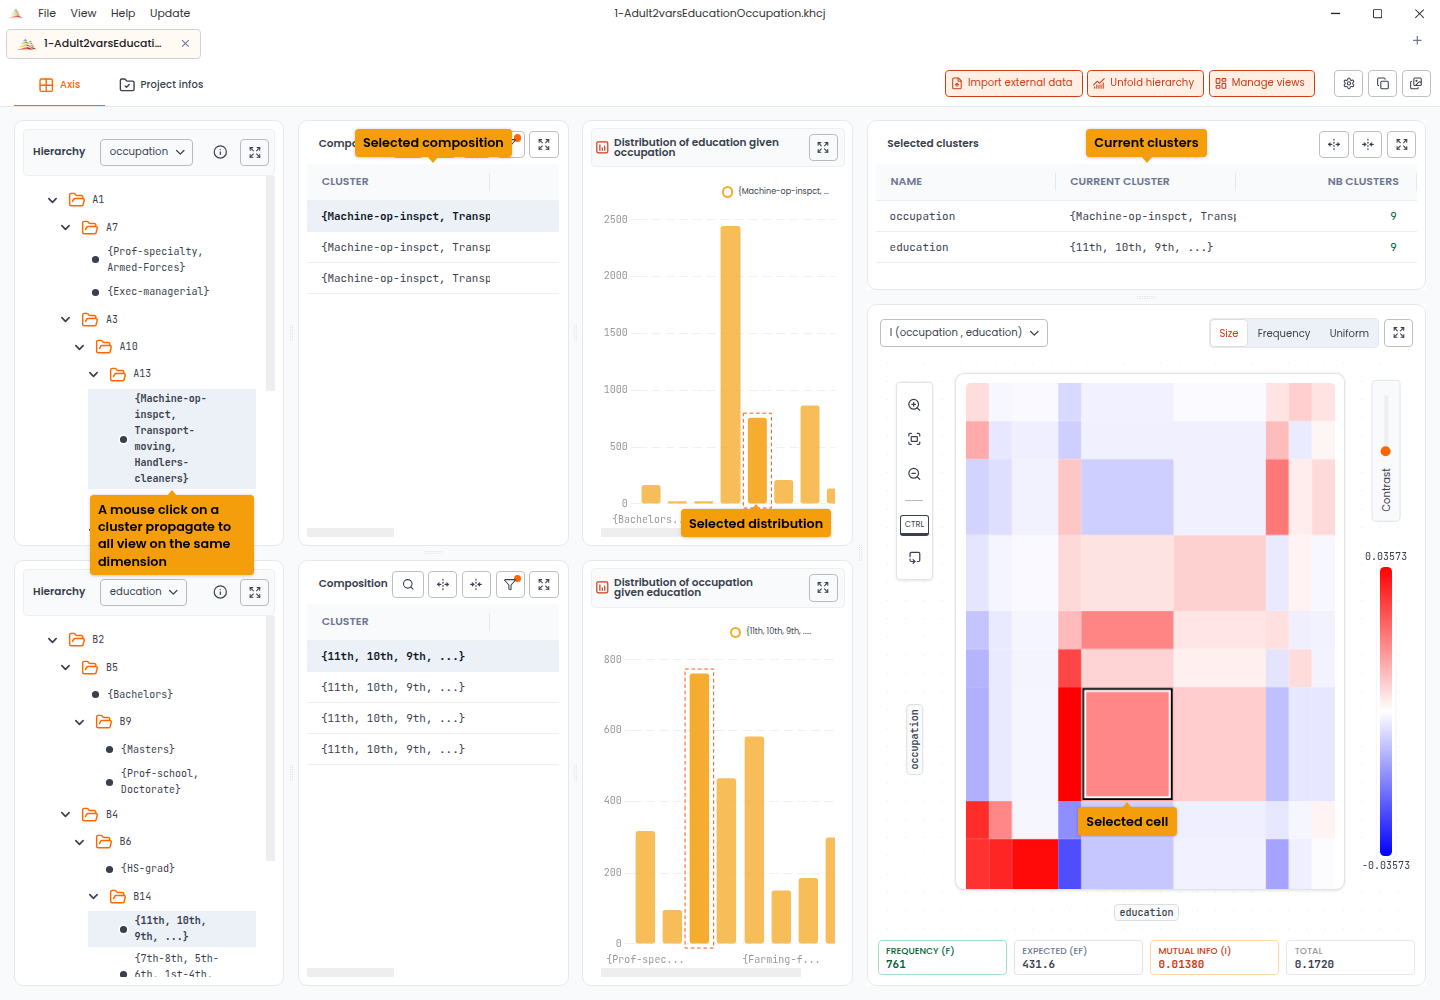 File View Help Update
1-Adult2varsEducationOccupation.khcj
1-Adult2varsEducati...
Axis
Project infos
Import external data
Unfold hierarchy
Manage views
Hierarchy
occupation
A1
A7
{Prof-specialty,
Armed-Forces}
{Exec-managerial}
A3
A10
A13
{Machine-op-
inspct,
Transport-
moving,
Handlers-
cleaners}
A mouse click on a
cluster propagate to
all view on the same
dimension
Selected composition
CLUSTER
{Machine-op-inspct, Transp
{Machine-op-inspct, Transp
{Machine-op-inspct, Transp
Distribution of education given
occupation
{Machine-op-inspct, ...
2500
2000
1500
1000
500
0
{Bachelors..
Selected distribution
Selected clusters
Current clusters
NAME CURRENT CLUSTER NB CLUSTERS
occupation {Machine-op-inspct, Transp 9
education {11th, 10th, 9th, ...} 9
Hierarchy
education
B2
B5
{Bachelors}
B9
{Masters}
{Prof-school,
Doctorate}
B4
B6
{HS-grad}
B14
{11th, 10th,
9th, ...}
{7th-8th, 5th-
6th, 1st-4th,
Composition
CLUSTER
{11th, 10th, 9th, ...}
{11th, 10th, 9th, ...}
{11th, 10th, 9th, ...}
{11th, 10th, 9th, ...}
Distribution of occupation
given education
{11th, 10th, 9th, ....
800
600
400
200
0
{Prof-spec... {Farming-f...
I (occupation , education)
Size Frequency Uniform
CTRL
Contrast
0.03573
-0.03573
occupation
Selected cell
education
FREQUENCY (F)
761
EXPECTED (EF)
431.6
MUTUAL INFO (I)
0.01380
TOTAL
0.1720